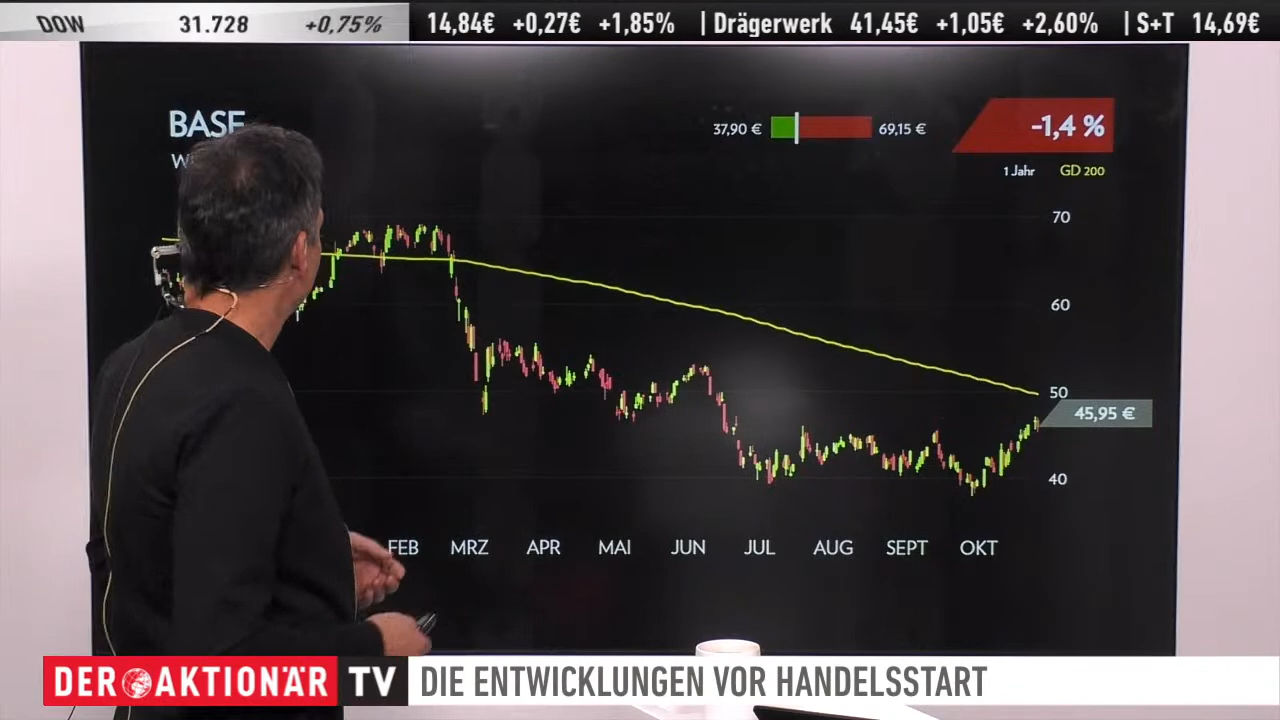 DOW 31.728 +0,75% 14,84€ +0,27€ +1,85% | Drägerwerk 41,45€ +1,05€ +2,60% | S+T 14,69€
BASF
37,90 € 69,15 € -1,4 %
1 Jahr GD 200
70
60
50
45,95 €
40
FEB MRZ APR MAI JUN JUL AUG SEPT OKT
DER AKTIONÄR TV DIE ENTWICKLUNGEN VOR HANDELSSTART